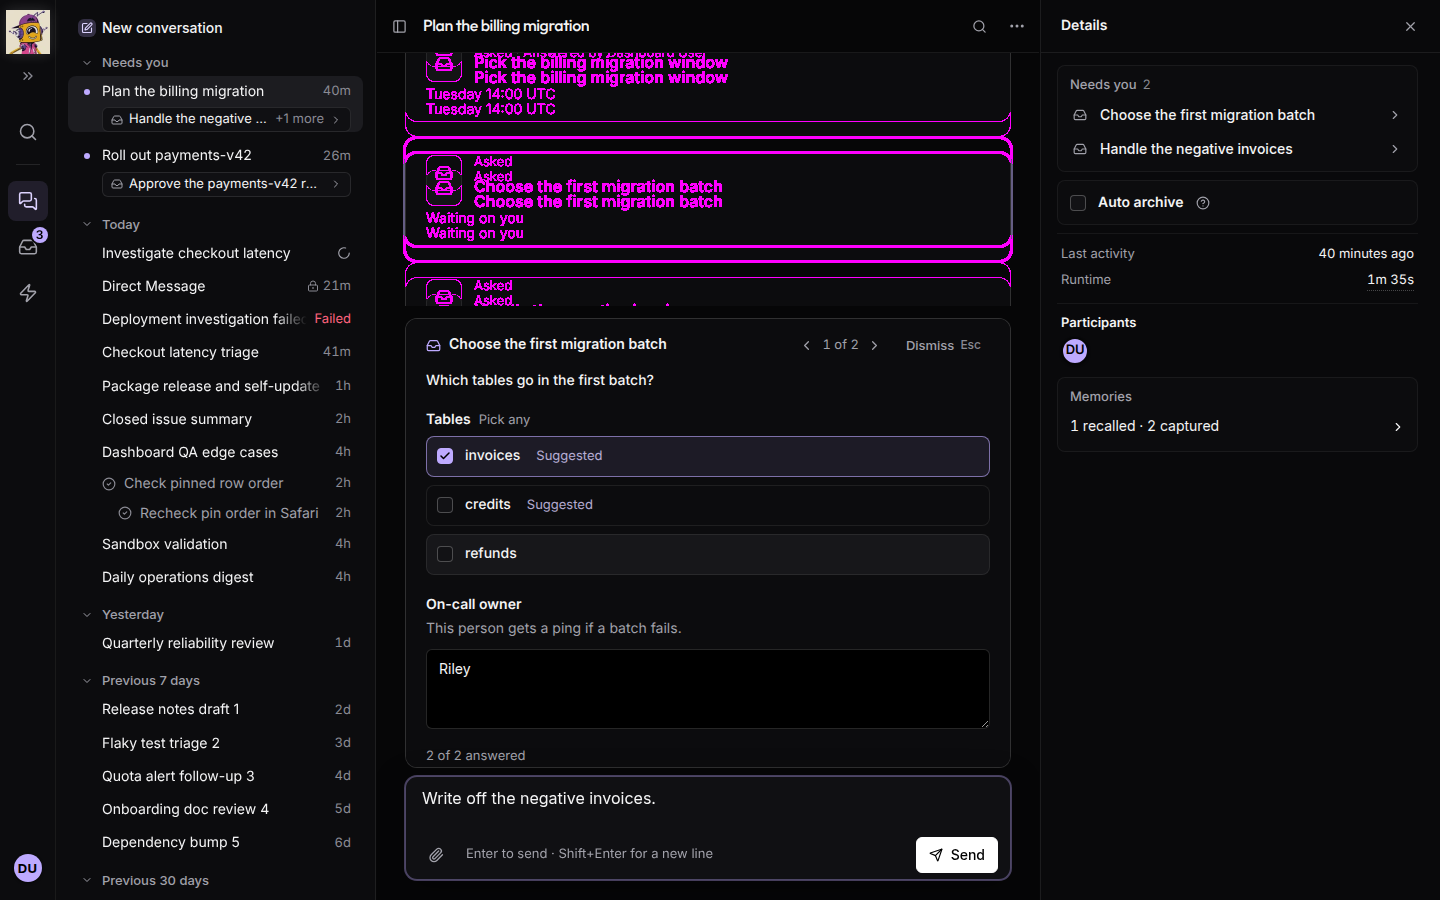 New conversation
Needs you
Plan the billing migration 40m
Handle the negative ... +1 more
Roll out payments-v42 26m
Approve the payments-v42 r...
Today
3
Investigate checkout latency
Direct Message 21m
Deployment investigation failed Failed
Checkout latency triage 41m
Package release and self-update 1h
Closed issue summary 2h
Dashboard QA edge cases 4h
Check pinned row order 2h
Recheck pin order in Safari 2h
Sandbox validation 4h
Daily operations digest 4h
Yesterday
Quarterly reliability review 1d
Previous 7 days
Release notes draft 1 2d
Flaky test triage 2 3d
Quota alert follow-up 3 4d
Onboarding doc review 4 5d
Dependency bump 5 6d
Previous 30 days
DU
Plan the billing migration
Asked · Answered by Dashboard User
Pick the billing migration window
Pick the billing migration window
Tuesday 14:00 UTC
Tuesday 14:00 UTC
Asked
Asked
Choose the first migration batch
Choose the first migration batch
Waiting on you
Waiting on you
Asked
Asked
Choose the first migration batch 1 of 2 Dismiss Esc
Which tables go in the first batch?
Tables Pick any
invoices Suggested
credits Suggested
refunds
On-call owner
This person gets a ping if a batch fails.
Riley
2 of 2 answered
Write off the negative invoices.
Enter to send · Shift+Enter for a new line
Send
Details
Needs you 2
Choose the first migration batch
Handle the negative invoices
Auto archive
Last activity 40 minutes ago
Runtime 1m 35s
Participants
DU
Memories
1 recalled · 2 captured